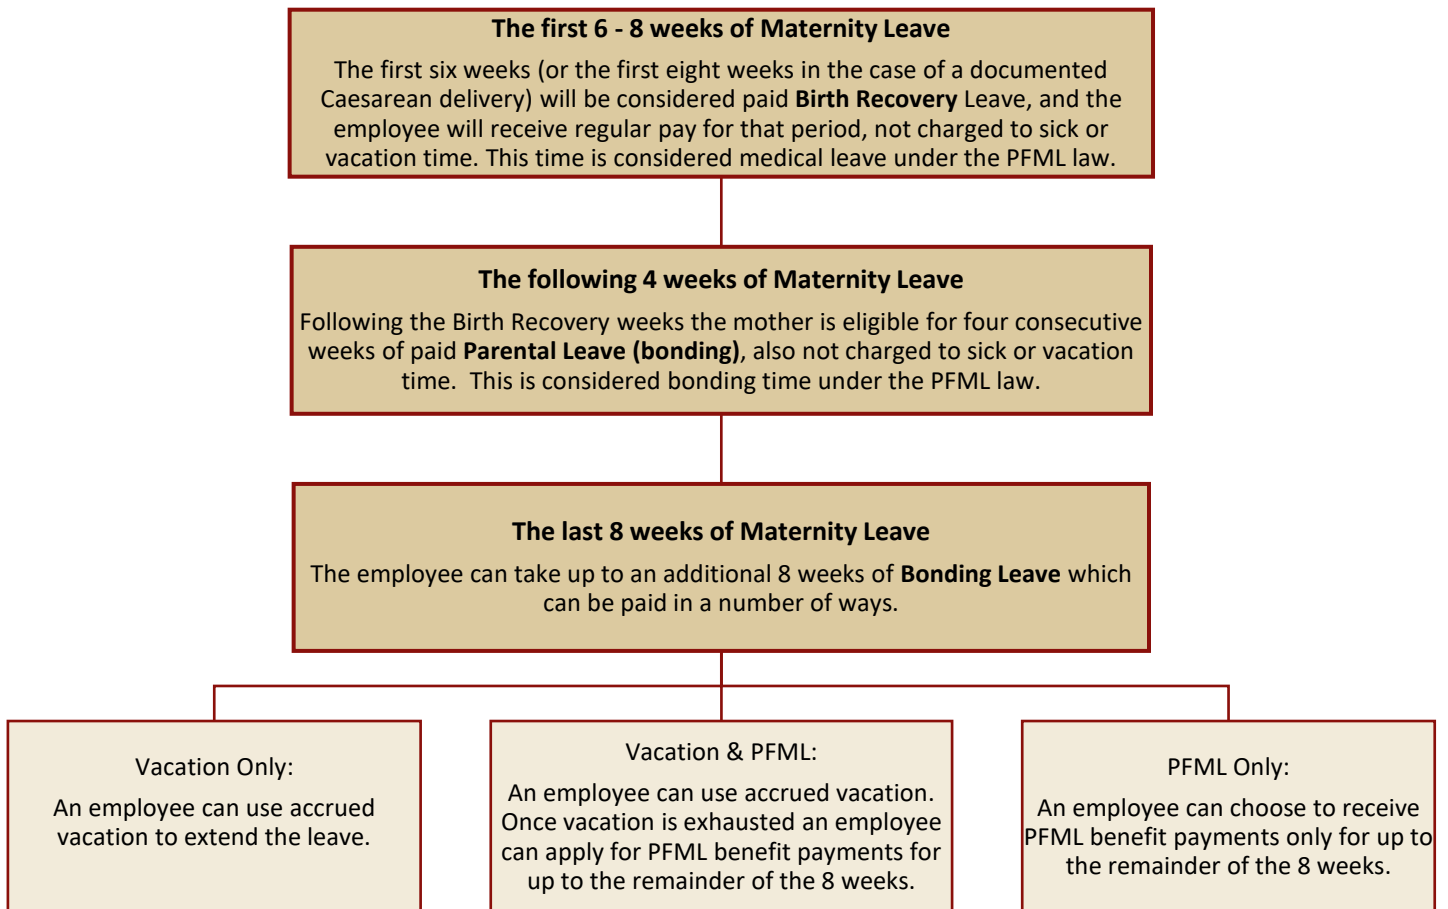 The first 6 - 8 weeks of Maternity Leave
The first six weeks (or the first eight weeks in the case of a documented
Caesarean delivery) will be considered paid Birth Recovery Leave, and the
employee will receive regular pay for that period, not charged to sick or
vacation time. This time is considered medical leave under the PFML law.
The following 4 weeks of Maternity Leave
Following the Birth Recovery weeks the mother is eligible for four consecutive
weeks of paid Parental Leave (bonding), also not charged to sick or vacation
time. This is considered bonding time under the PFML law.
The last 8 weeks of Maternity Leave
The employee can take up to an additional 8 weeks of Bonding Leave which
can be paid in a number of ways.
Vacation Only:
An employee can use accrued
vacation to extend the leave.
Vacation & PFML:
An employee can use accrued vacation.
Once vacation is exhausted an employee
can apply for PFML benefit payments for
up to the remainder of the 8 weeks.
PFML Only:
An employee can choose to receive
PFML benefit payments only for up to
the remainder of the 8 weeks.